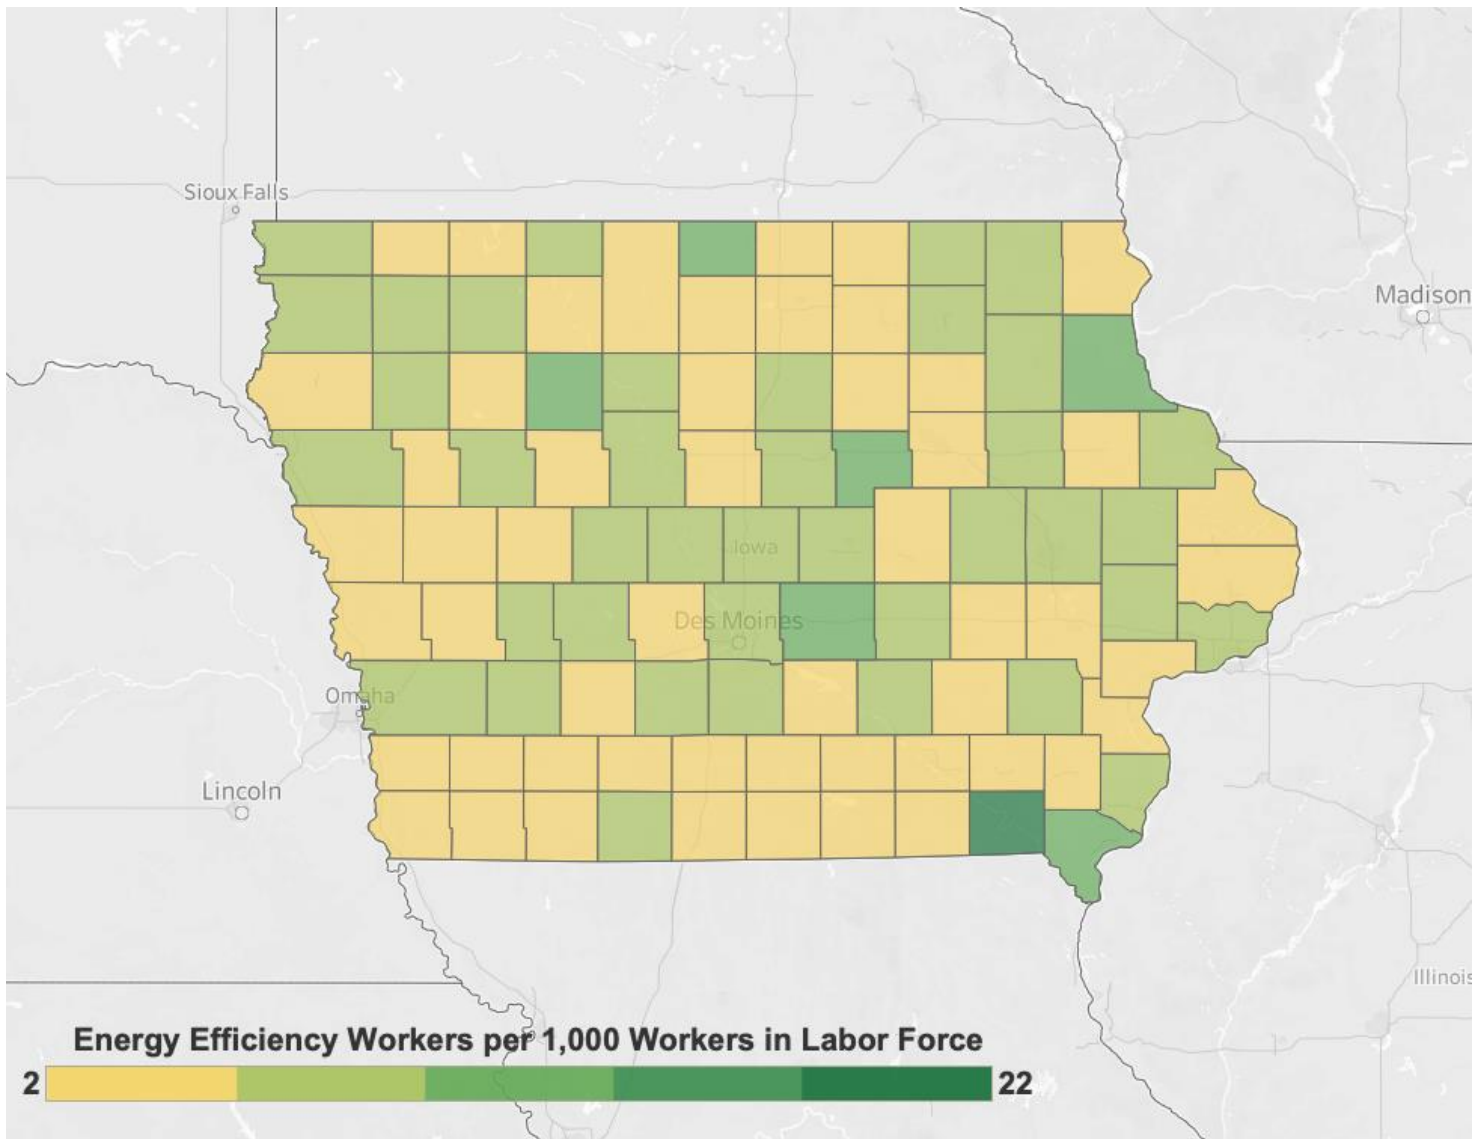 Sioux Falls
Madison
Iowa
Des Moines
Omaha
Lincoln
Illinois
Energy Efficiency Workers per 1,000 Workers in Labor Force
2
22